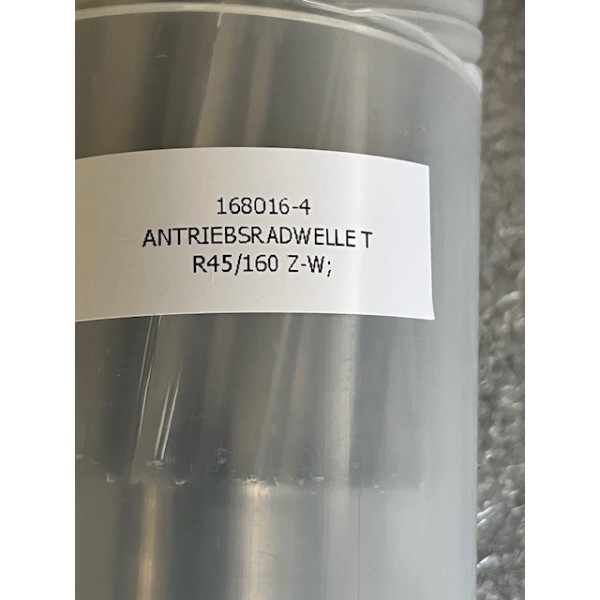 168016-4
ANTRIEBSRADWELLE T
R45/160 Z-W;